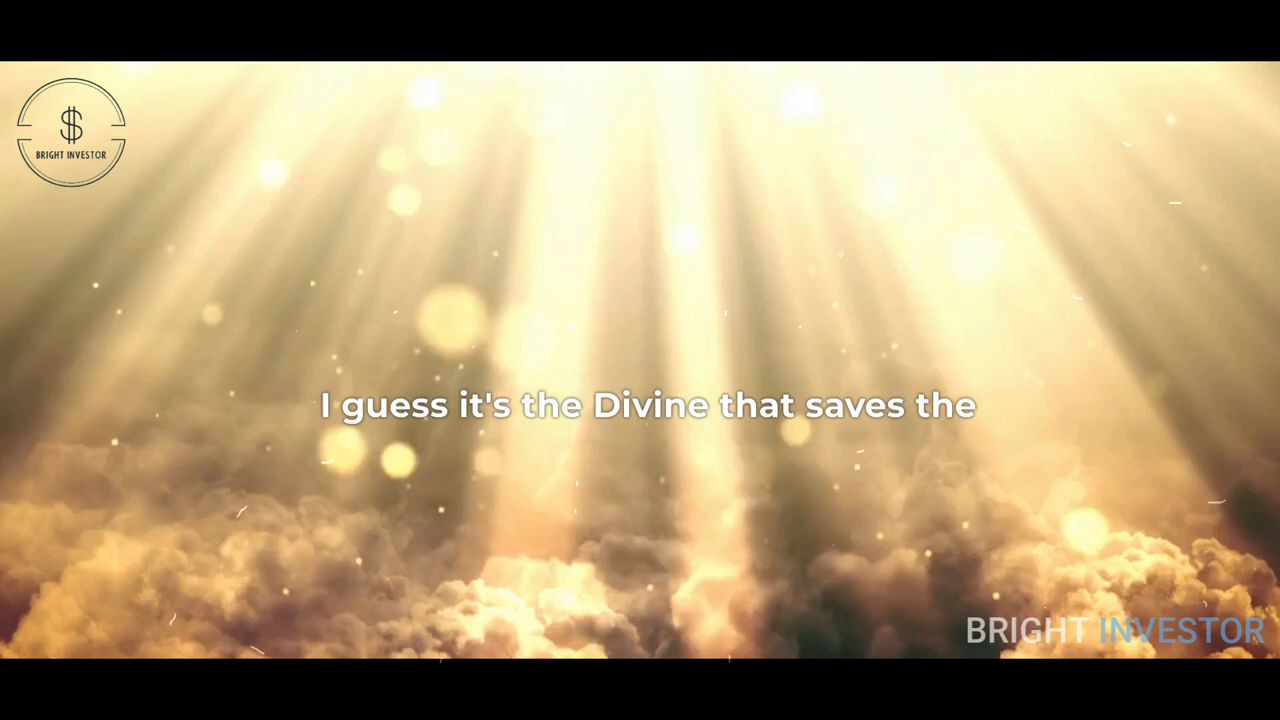 $
BRIGHT INVESTOR
I guess it's the Divine that saves the
BRIGHT INVESTOR